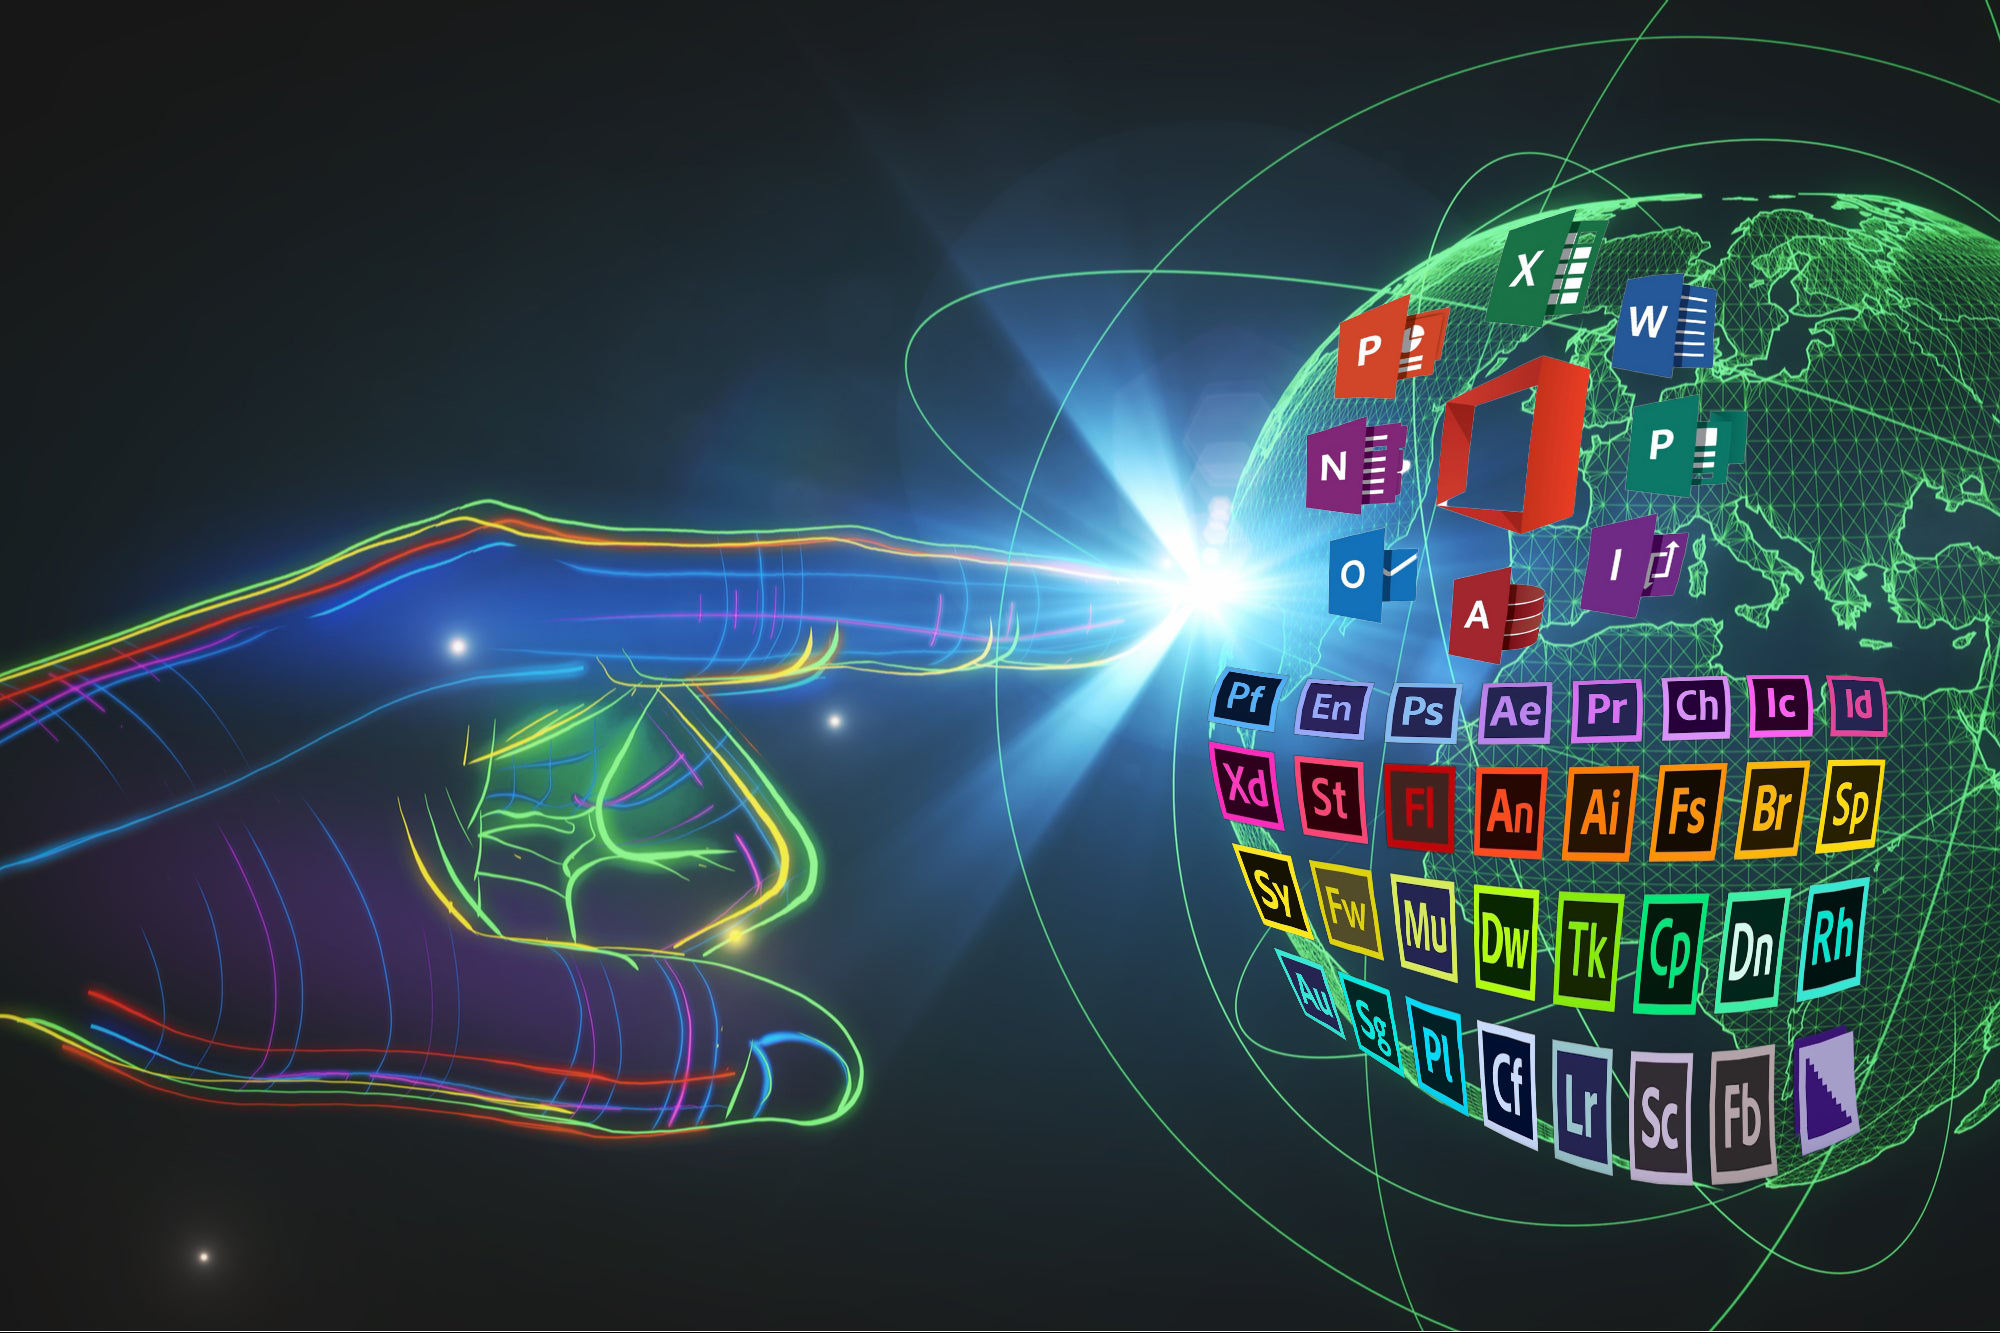 X
W
P
P
N
O
I
A
Pf En Ps Ae Pr Ch Ic Id
Xd St Fl An Ai Fs Br Sp
Sy Fw Mu Dw Tk Cp Dn Rh
Au Sg Pl Cf Lr Sc Fb